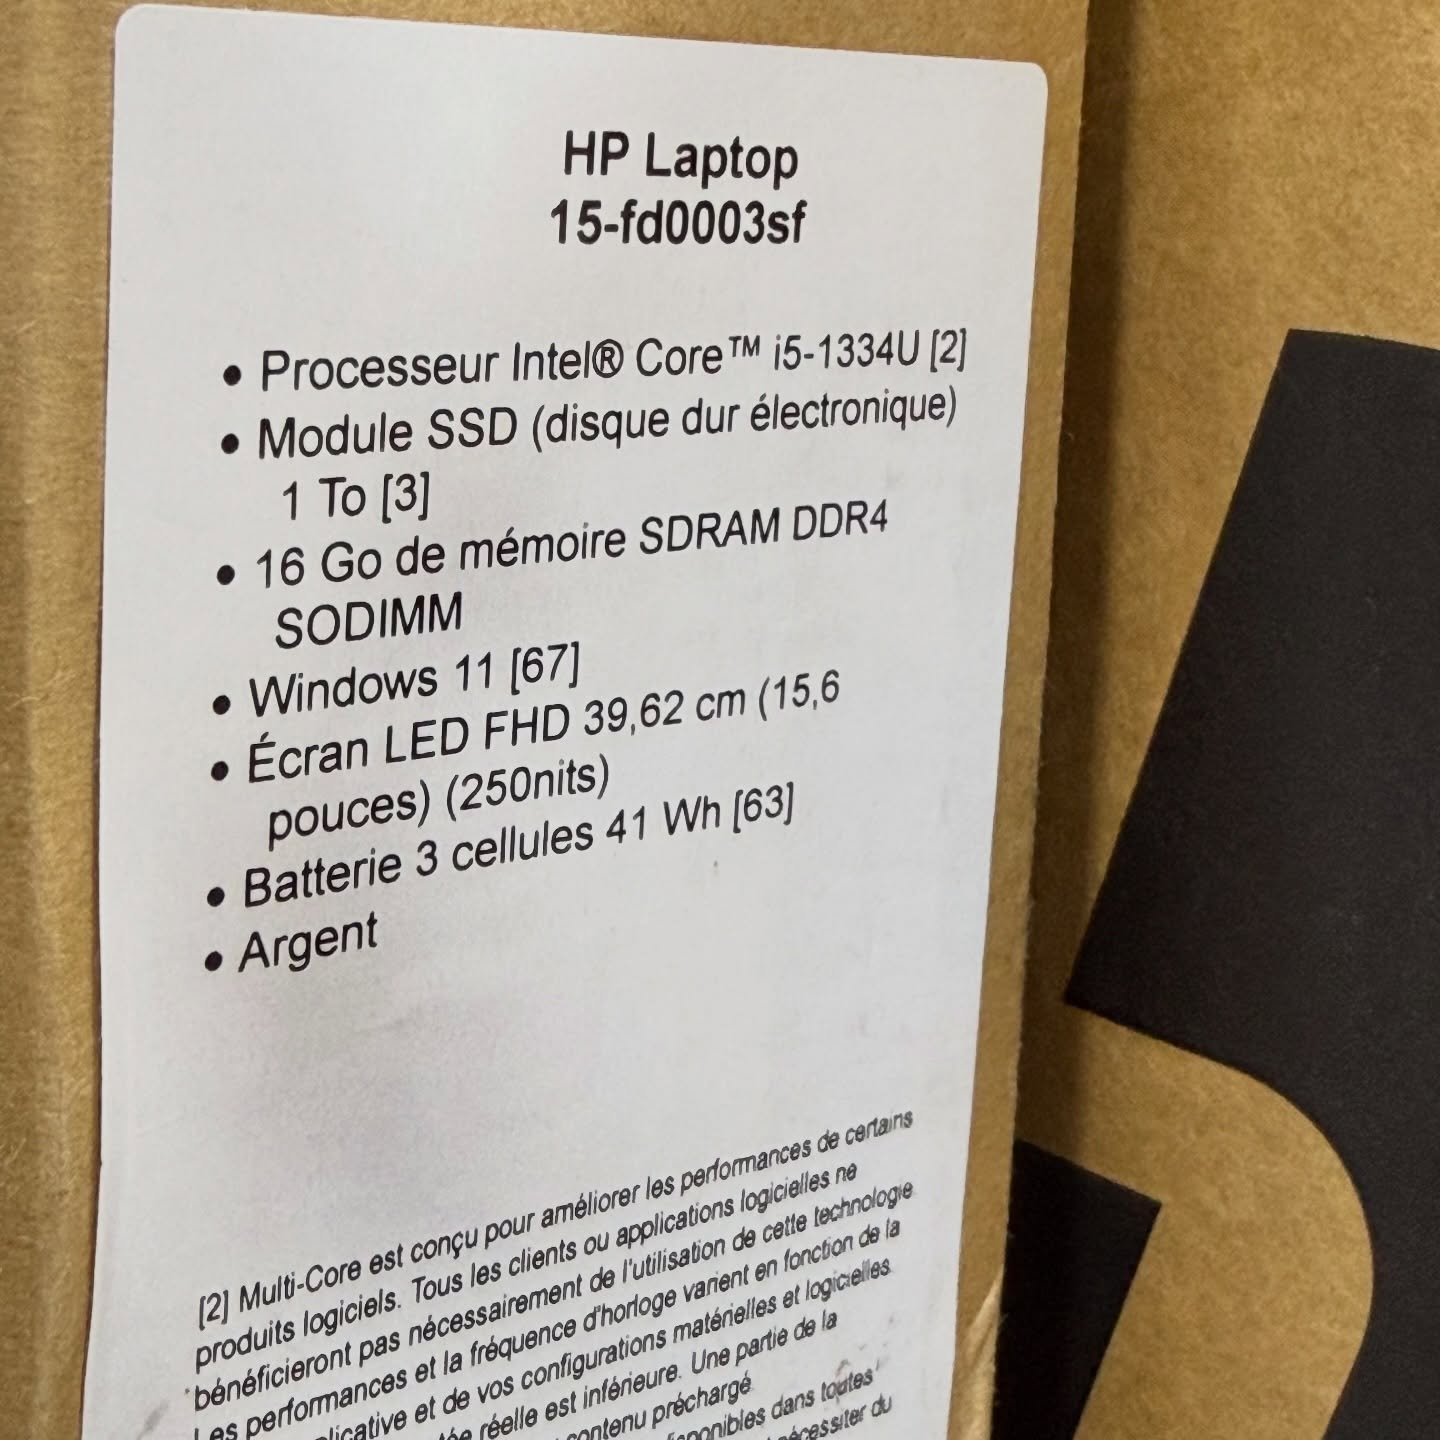 HP Laptop
15-fd0003sf
• Processeur Intel® Core™ i5-1334U [2]
• Module SSD (disque dur électronique)
1 To [3]
• 16 Go de mémoire SDRAM DDR4
SODIMM
• Windows 11 [67]
• Écran LED FHD 39,62 cm (15,6
pouces) (250nits)
• Batterie 3 cellules 41 Wh [63]
• Argent
[2] Multi-Core est conçu pour améliorer les performances de certains
produits logiciels. Tous les clients ou applications logicielles ne
bénéficieront pas nécessairement de l'utilisation de cette technologie
Les performances et la fréquence d'horloge varient en fonction de la
et de vos configurations matérielles et logicielles
réelle est inférieure. Une partie de la
contenu préchargé
dans toutes
du